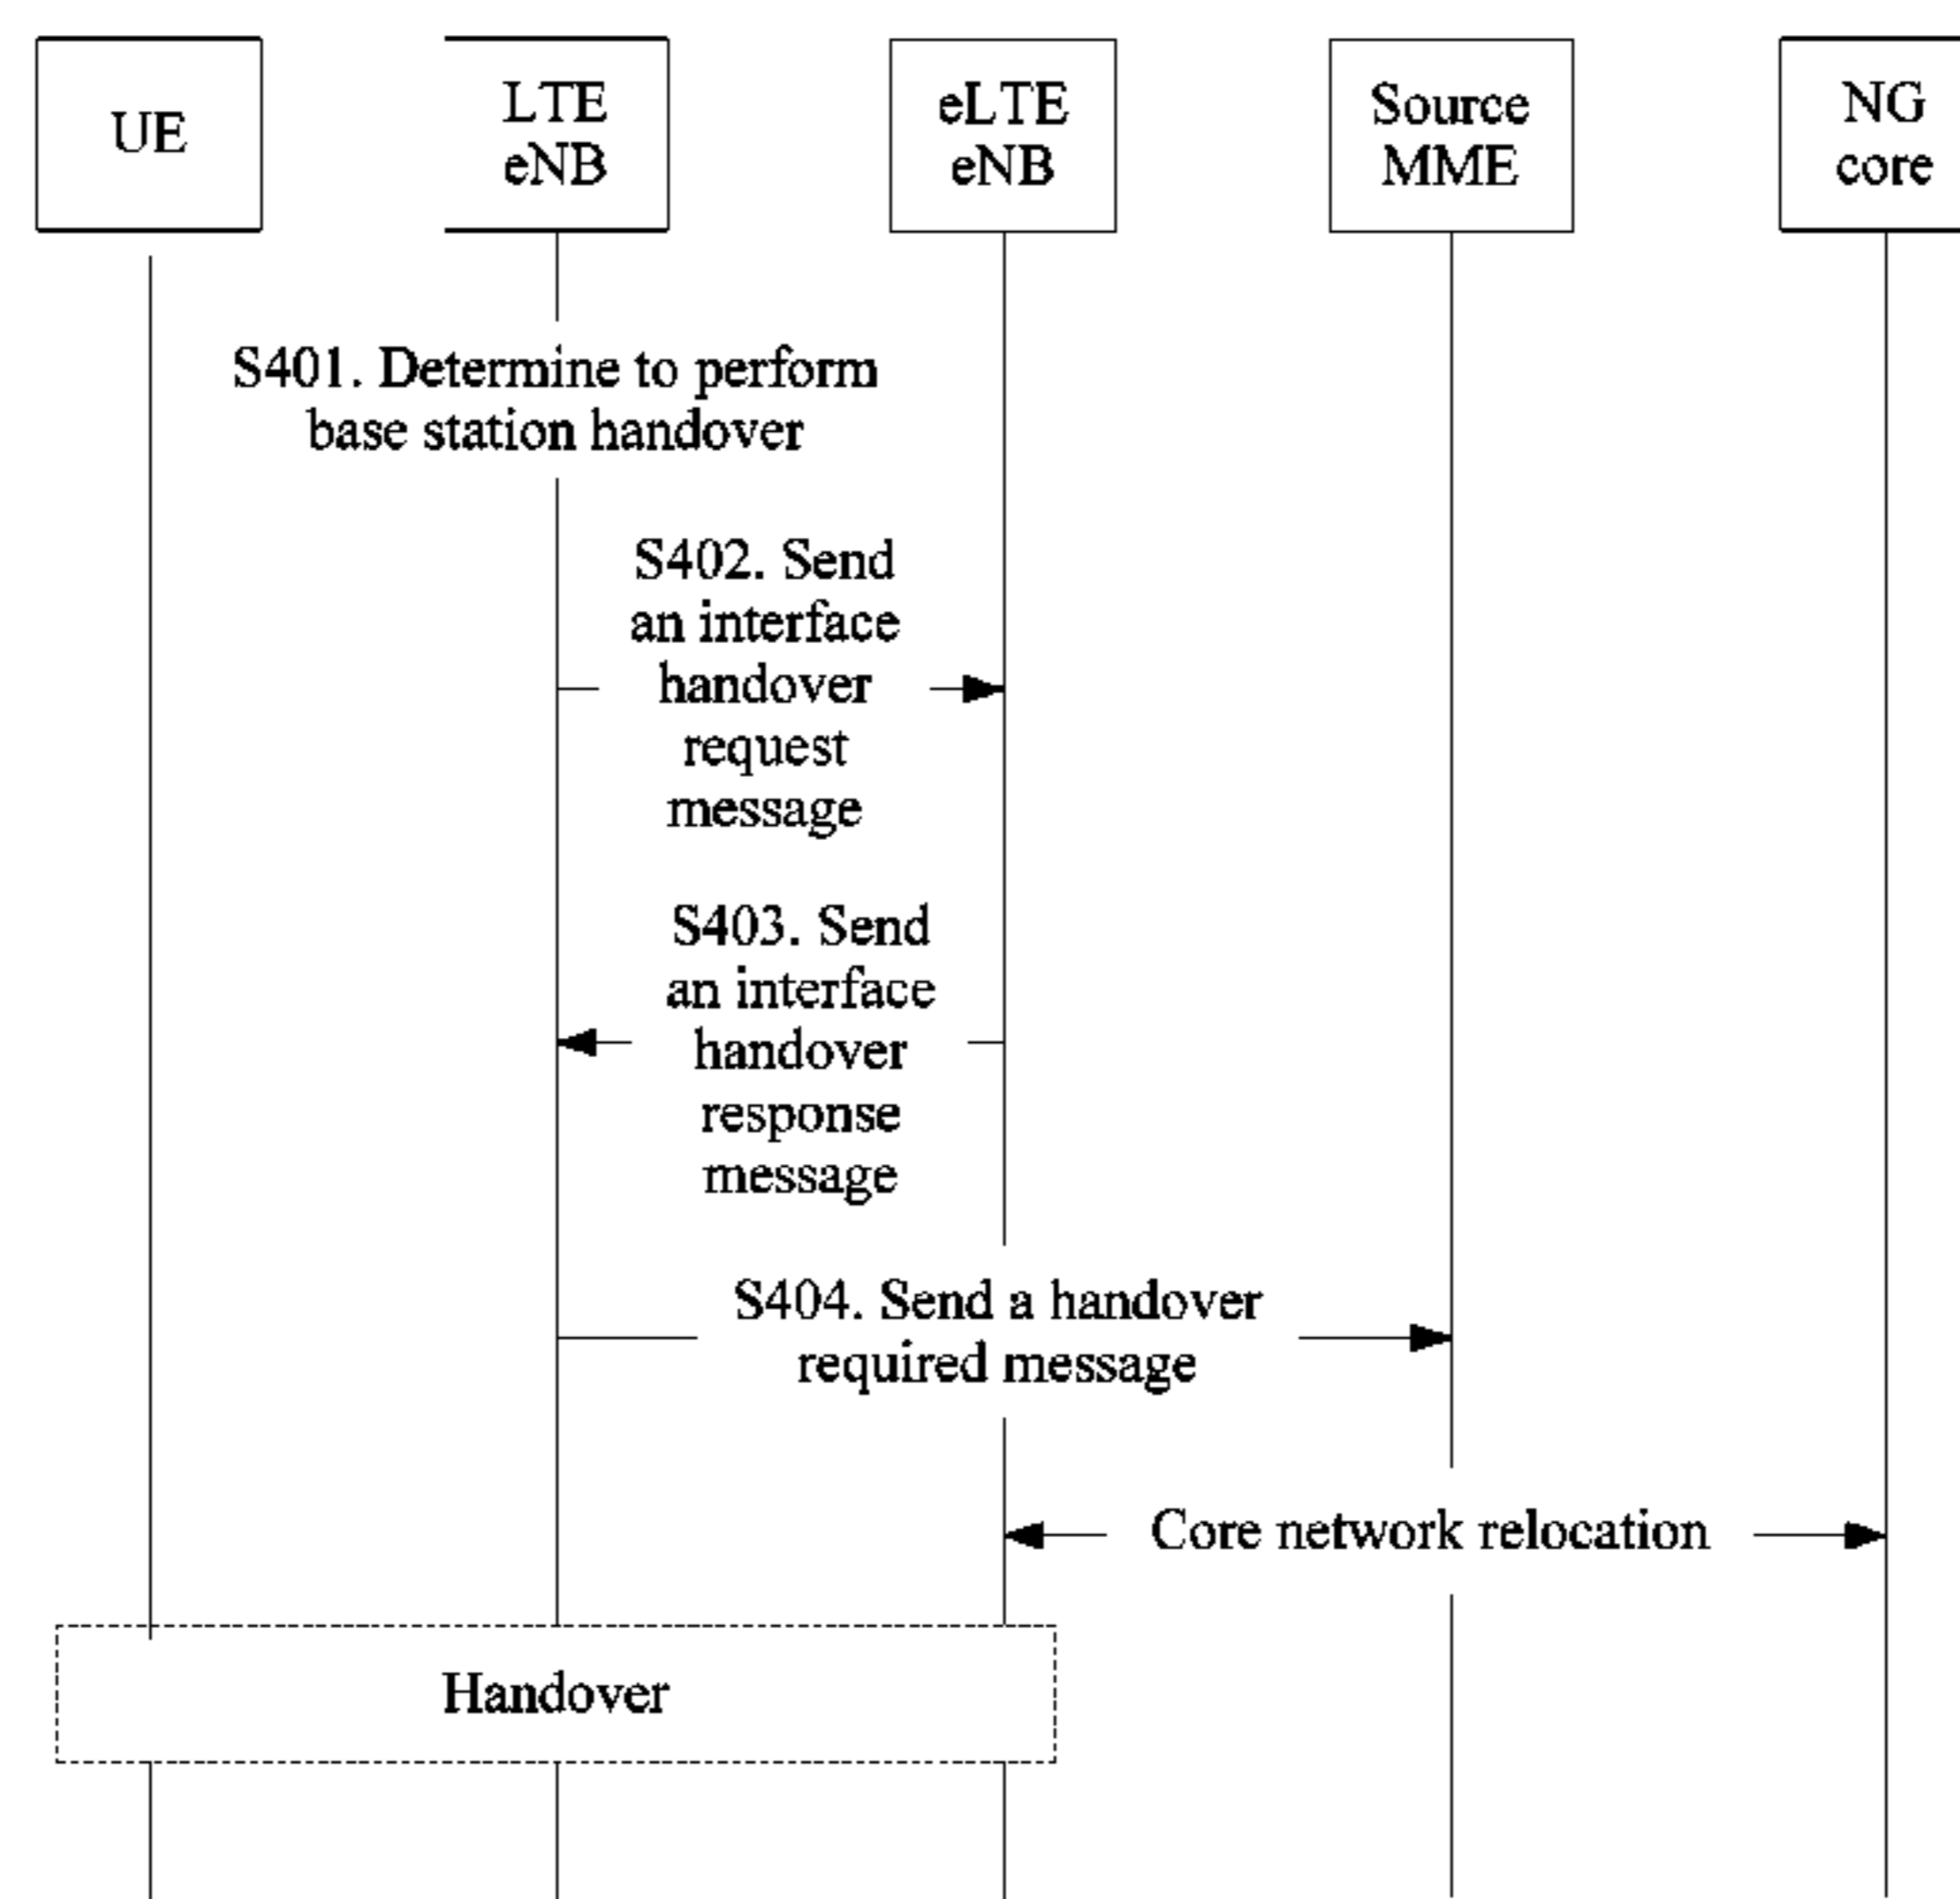 UE
LTE
eNB
eLTE
eNB
Source
MME
NG
core
S401. Determine to perform
base station handover
S402. Send
an interface
handover
request
message
S403. Send
an interface
handover
response
message
S404. Send a handover
required message
Core network relocation
Handover